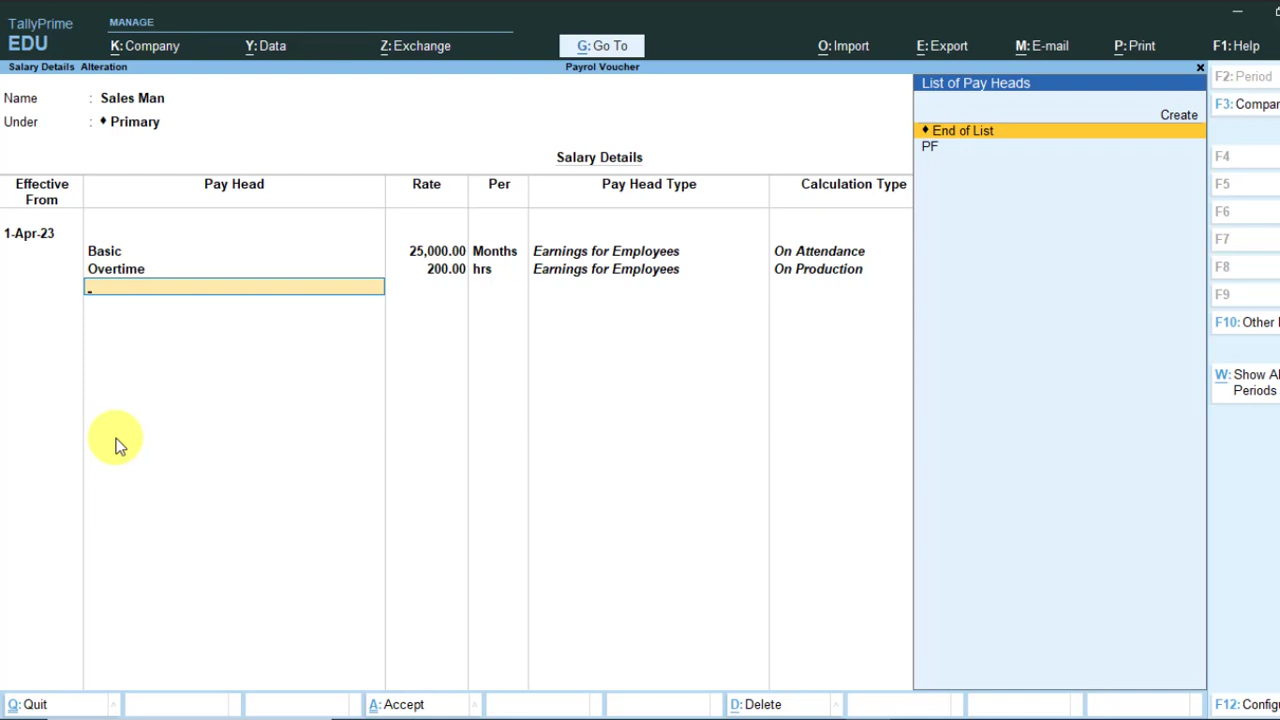 TallyPrime
EDU
MANAGE
K: Company
Y: Data
Z: Exchange
G: Go To
O: Import
E: Export
M: E-mail
P: Print
F1: Help
Salary Details Alteration
Payrol Voucher
Name : Sales Man
Under : ♦ Primary
Salary Details
Effective From
Pay Head
Rate
Per
Pay Head Type
Calculation Type
1-Apr-23
Basic 25,000.00 Months Earnings for Employees On Attendance
Overtime 200.00 hrs Earnings for Employees On Production
List of Pay Heads
Create
♦ End of List
PF
F2: Period
F3: Compar
F4
F5
F6
F7
F8
F9
F10: Other
W: Show Al
Periods
Q: Quit
A: Accept
D: Delete
F12: Config